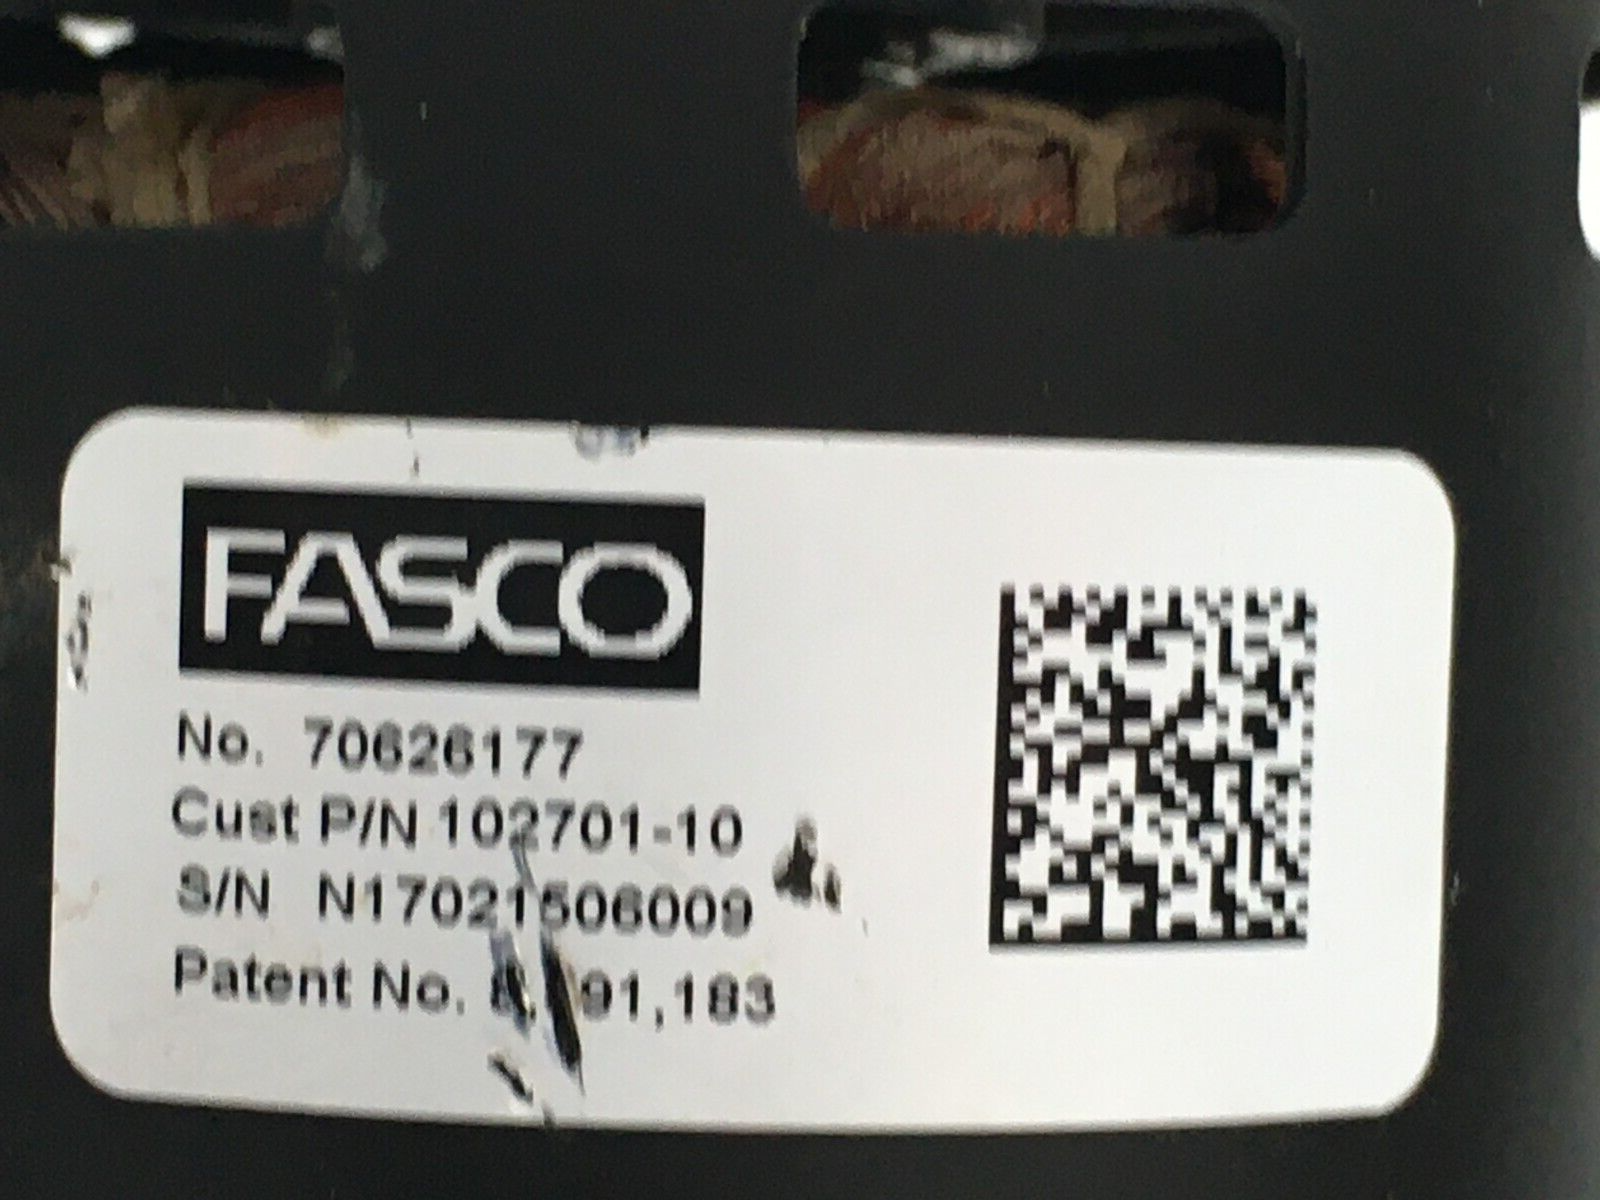 FASCO
No. 70626177
Cust P/N 102701-10
S/N N17021506009
Patent No.